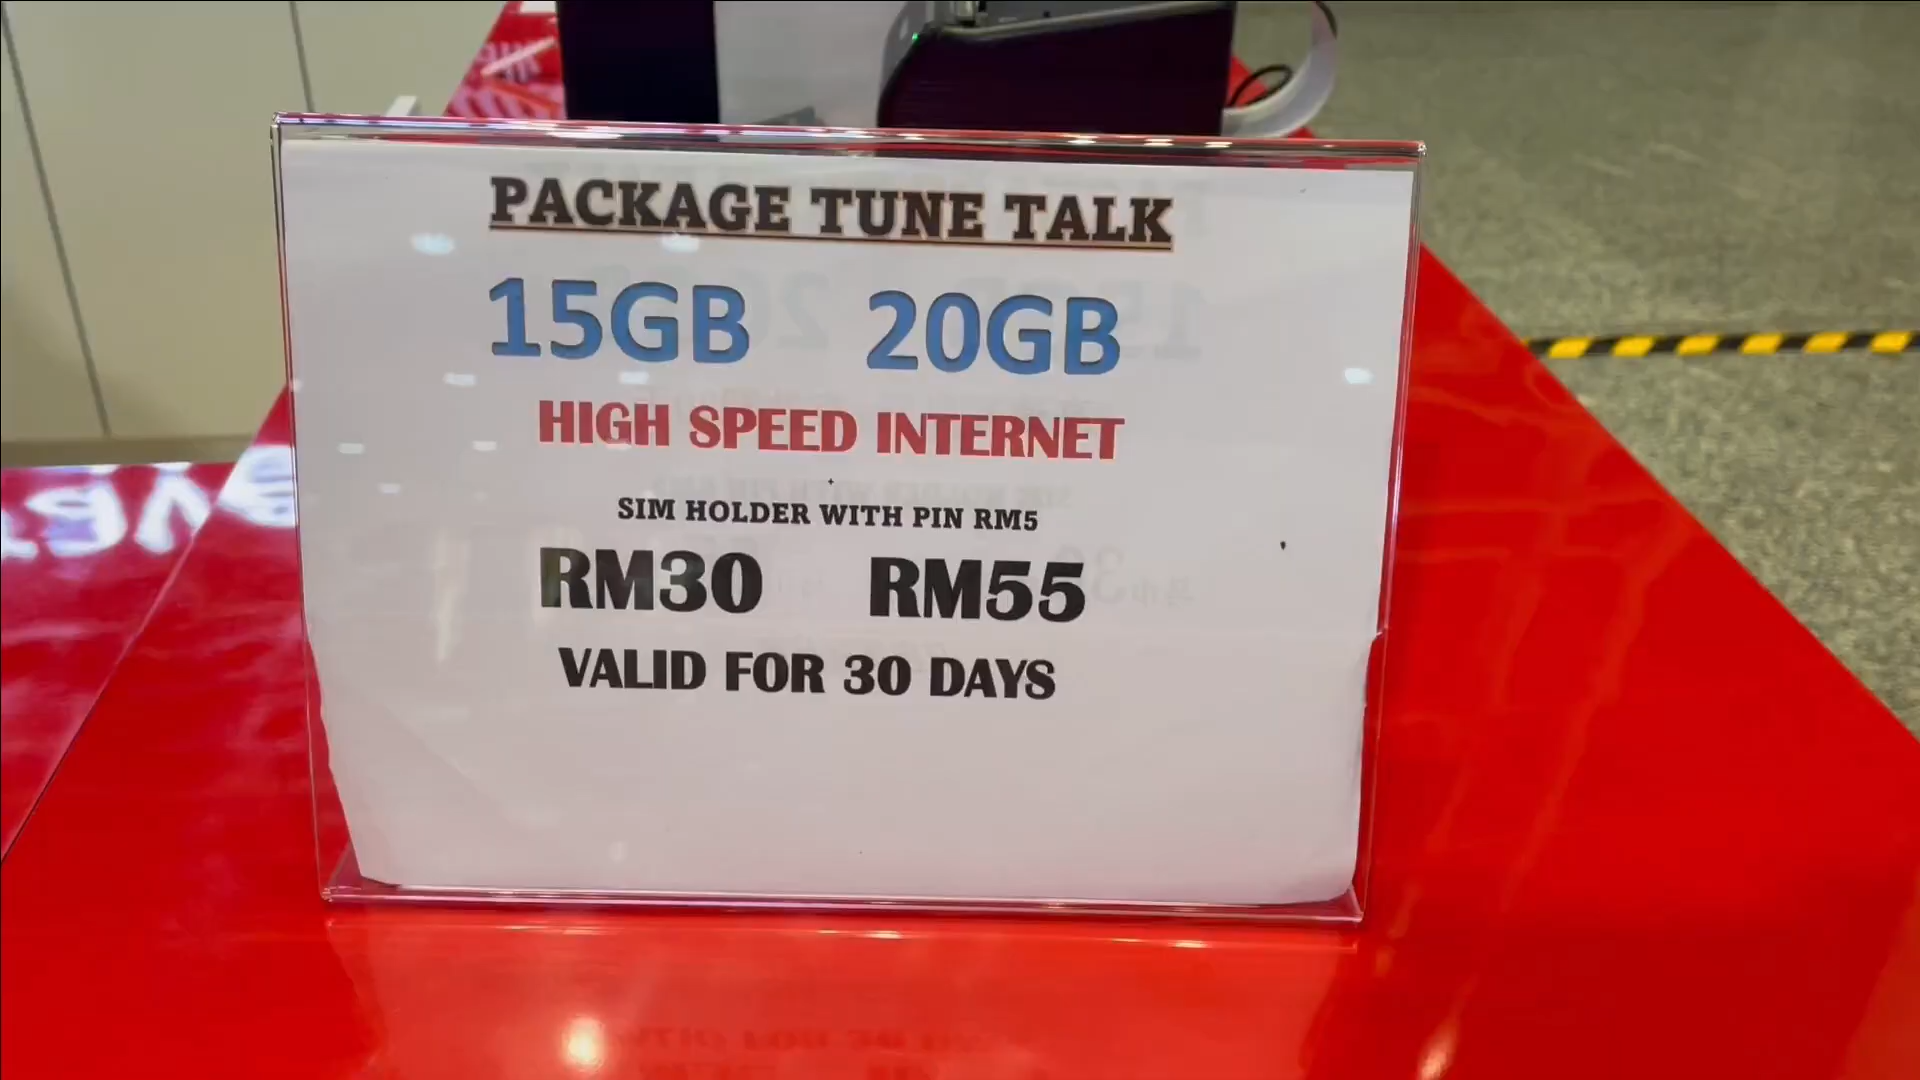 PACKAGE TUNE TALK
15GB 20GB
HIGH SPEED INTERNET
SIM HOLDER WITH PIN RM5
RM30 RM55
VALID FOR 30 DAYS